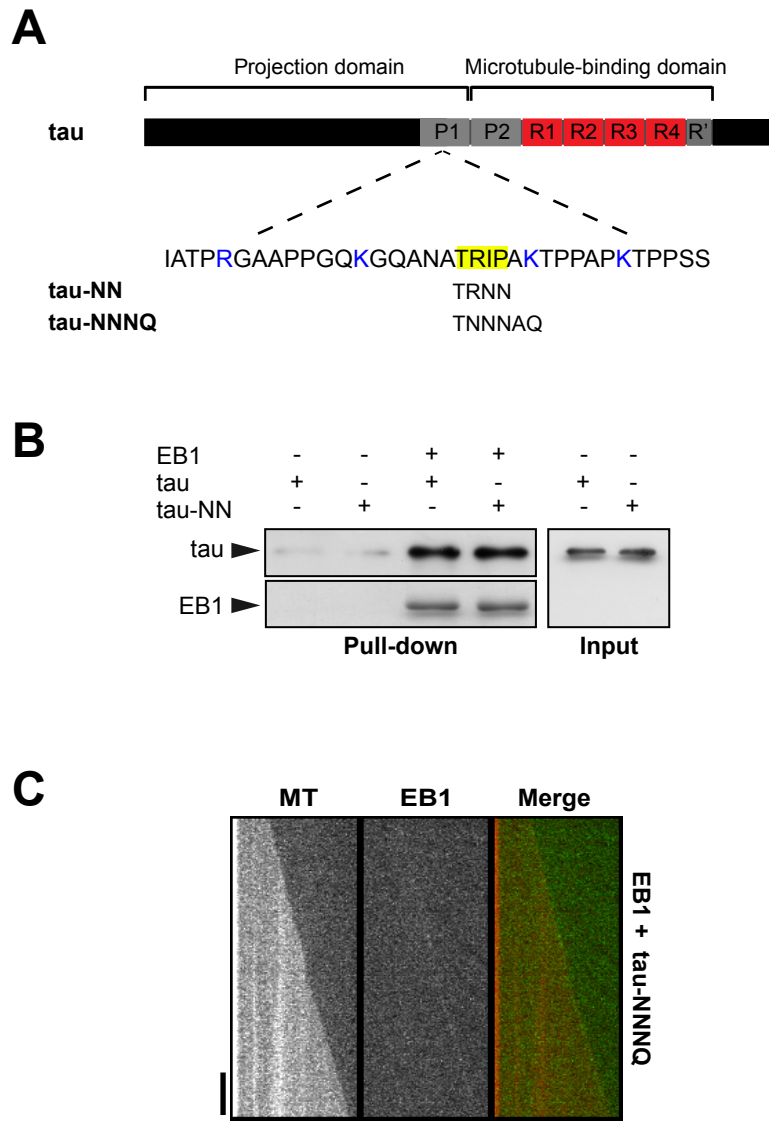 A
Projection domain Microtubule-binding domain
tau P1 P2 R1 R2 R3 R4 R'
IATPRGAAPPGQKGQANATRIPAKTPPAPKTPPSS
tau-NN TRNN
tau-NNNQ TNNNAQ
B
EB1 - - + + - -
tau + - + - + -
tau-NN - + - + - +
tau
EB1
Pull-down Input
C
MT EB1 Merge
EB1 + tau-NNNQ